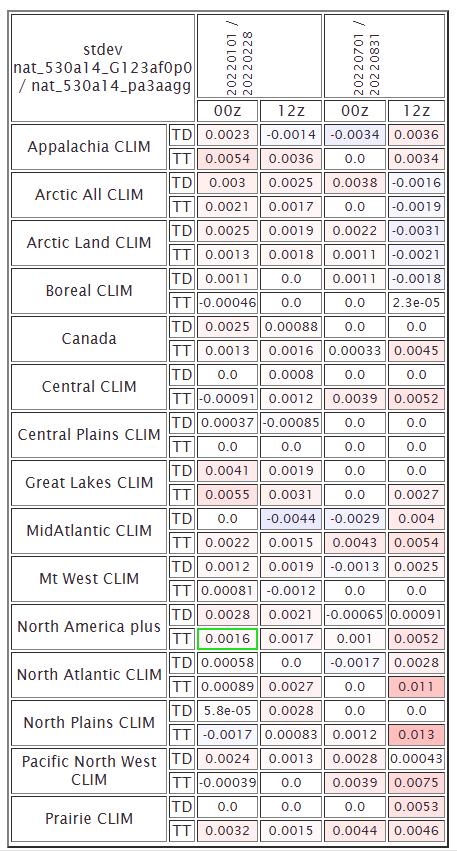 stdev
nat_530a14_G123af0p0
/ nat_530a14_pa3aagg
20220101 /
20220228
20220701 /
20220831
00z 12z 00z 12z
Appalachia CLIM
TD 0.0023 -0.0014 -0.0034 0.0036
TT 0.0054 0.0036 0.0 0.0034
Arctic All CLIM
TD 0.003 0.0025 0.0038 -0.0016
TT 0.0021 0.0017 0.0 -0.0019
Arctic Land CLIM
TD 0.0025 0.0019 0.0022 -0.0031
TT 0.0013 0.0018 0.0011 -0.0021
Boreal CLIM
TD 0.0011 0.0 0.0011 -0.0018
TT -0.00046 0.0 0.0 2.3e-05
Canada
TD 0.0025 0.00088 0.0 0.0
TT 0.0013 0.0016 0.00033 0.0045
Central CLIM
TD 0.0 0.0008 0.0 0.0
TT -0.00091 0.0012 0.0039 0.0052
Central Plains CLIM
TD 0.00037 -0.00085 0.0 0.0
TT 0.0 0.0 0.0 0.0
Great Lakes CLIM
TD 0.0041 0.0019 0.0 0.0
TT 0.0055 0.0031 0.0 0.0027
MidAtlantic CLIM
TD 0.0 -0.0044 -0.0029 0.004
TT 0.0022 0.0015 0.0043 0.0054
Mt West CLIM
TD 0.0012 0.0019 -0.0013 0.0025
TT 0.00081 -0.0012 0.0 0.0
North America plus
TD 0.0028 0.0021 -0.00065 0.00091
TT 0.0016 0.0017 0.001 0.0052
North Atlantic CLIM
TD 0.00058 0.0 -0.0017 0.0028
TT 0.00089 0.0027 0.0 0.011
North Plains CLIM
TD 5.8e-05 0.0028 0.0 0.0
TT -0.0017 0.00083 0.0012 0.013
Pacific North West
CLIM
TD 0.0024 0.0013 0.0028 0.00043
TT -0.00039 0.0 0.0039 0.0075
Prairie CLIM
TD 0.0 0.0 0.0 0.0053
TT 0.0032 0.0015 0.0044 0.0046